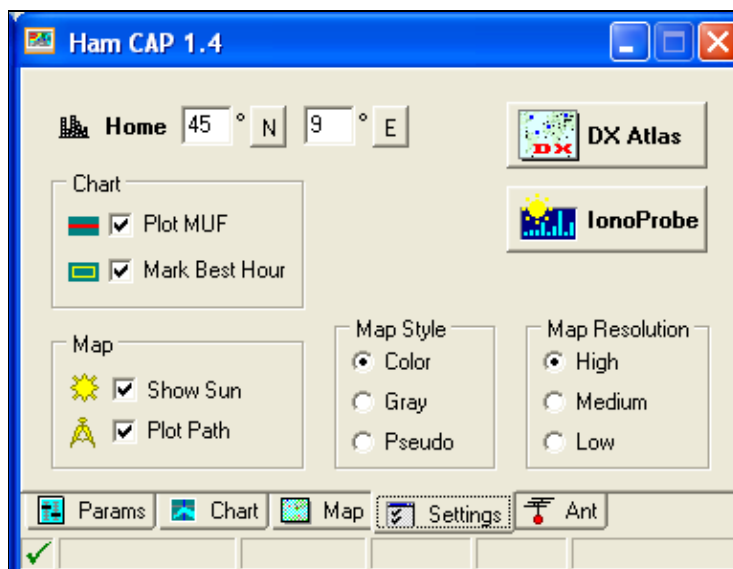 Ham CAP 1.4
Home 45 ° N 9 ° E
DX
DX Atlas
IonoProbe
Chart
Plot MUF
Mark Best Hour
Map
Show Sun
Plot Path
Map Style
Color
Gray
Pseudo
Map Resolution
High
Medium
Low
Params Chart Map Settings Ant